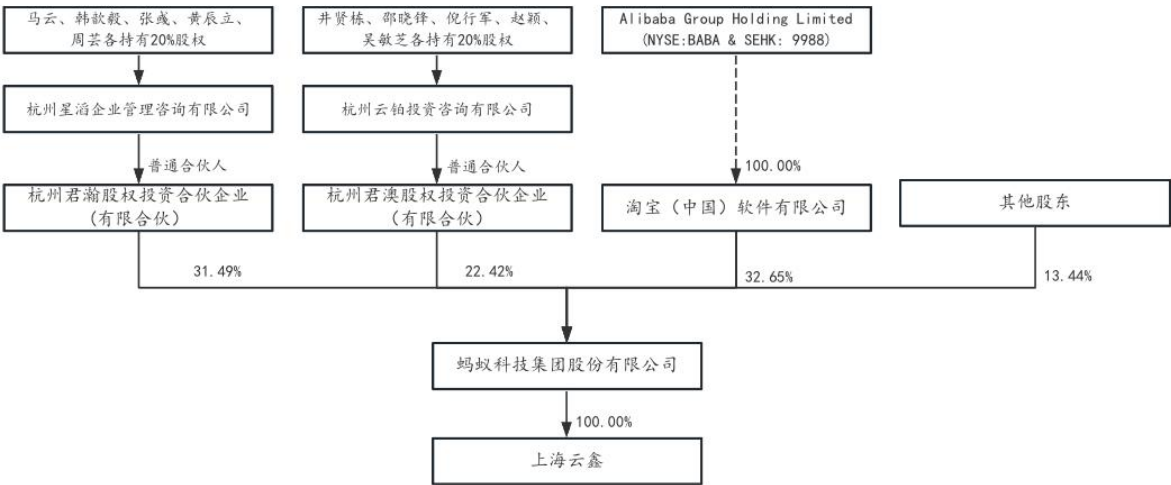 马云、韩歆毅、张彧、黄辰立、
周芸各持有20%股权
井贤栋、邵晓锋、倪行军、赵颖、
吴敏芝各持有20%股权
Alibaba Group Holding Limited
(NYSE:BABA & SEHK: 9988)
杭州星滔企业管理咨询有限公司
杭州云铂投资咨询有限公司
普通合伙人
普通合伙人
100.00%
杭州君瀚股权投资合伙企业
(有限合伙)
杭州君澳股权投资合伙企业
(有限合伙)
淘宝（中国）软件有限公司
其他股东
31.49%
22.42%
32.65%
13.44%
蚂蚁科技集团股份有限公司
100.00%
上海云鑫